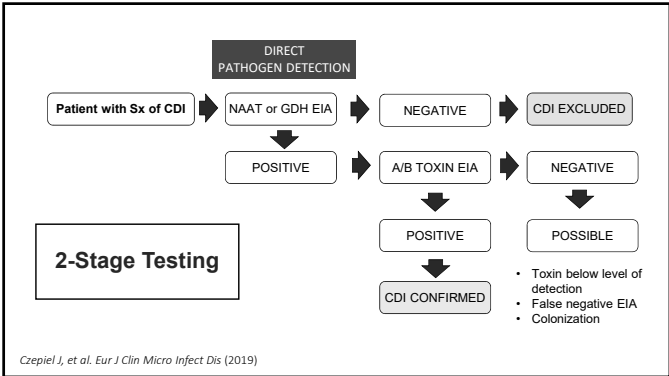 DIRECT
PATHOGEN DETECTION
Patient with Sx of CDI
NAAT or GDH EIA
NEGATIVE
CDI EXCLUDED
POSITIVE
A/B TOXIN EIA
NEGATIVE
2-Stage Testing
POSITIVE
POSSIBLE
CDI CONFIRMED
• Toxin below level of
detection
• False negative EIA
• Colonization
Czepiel J, et al. Eur J Clin Micro Infect Dis (2019)